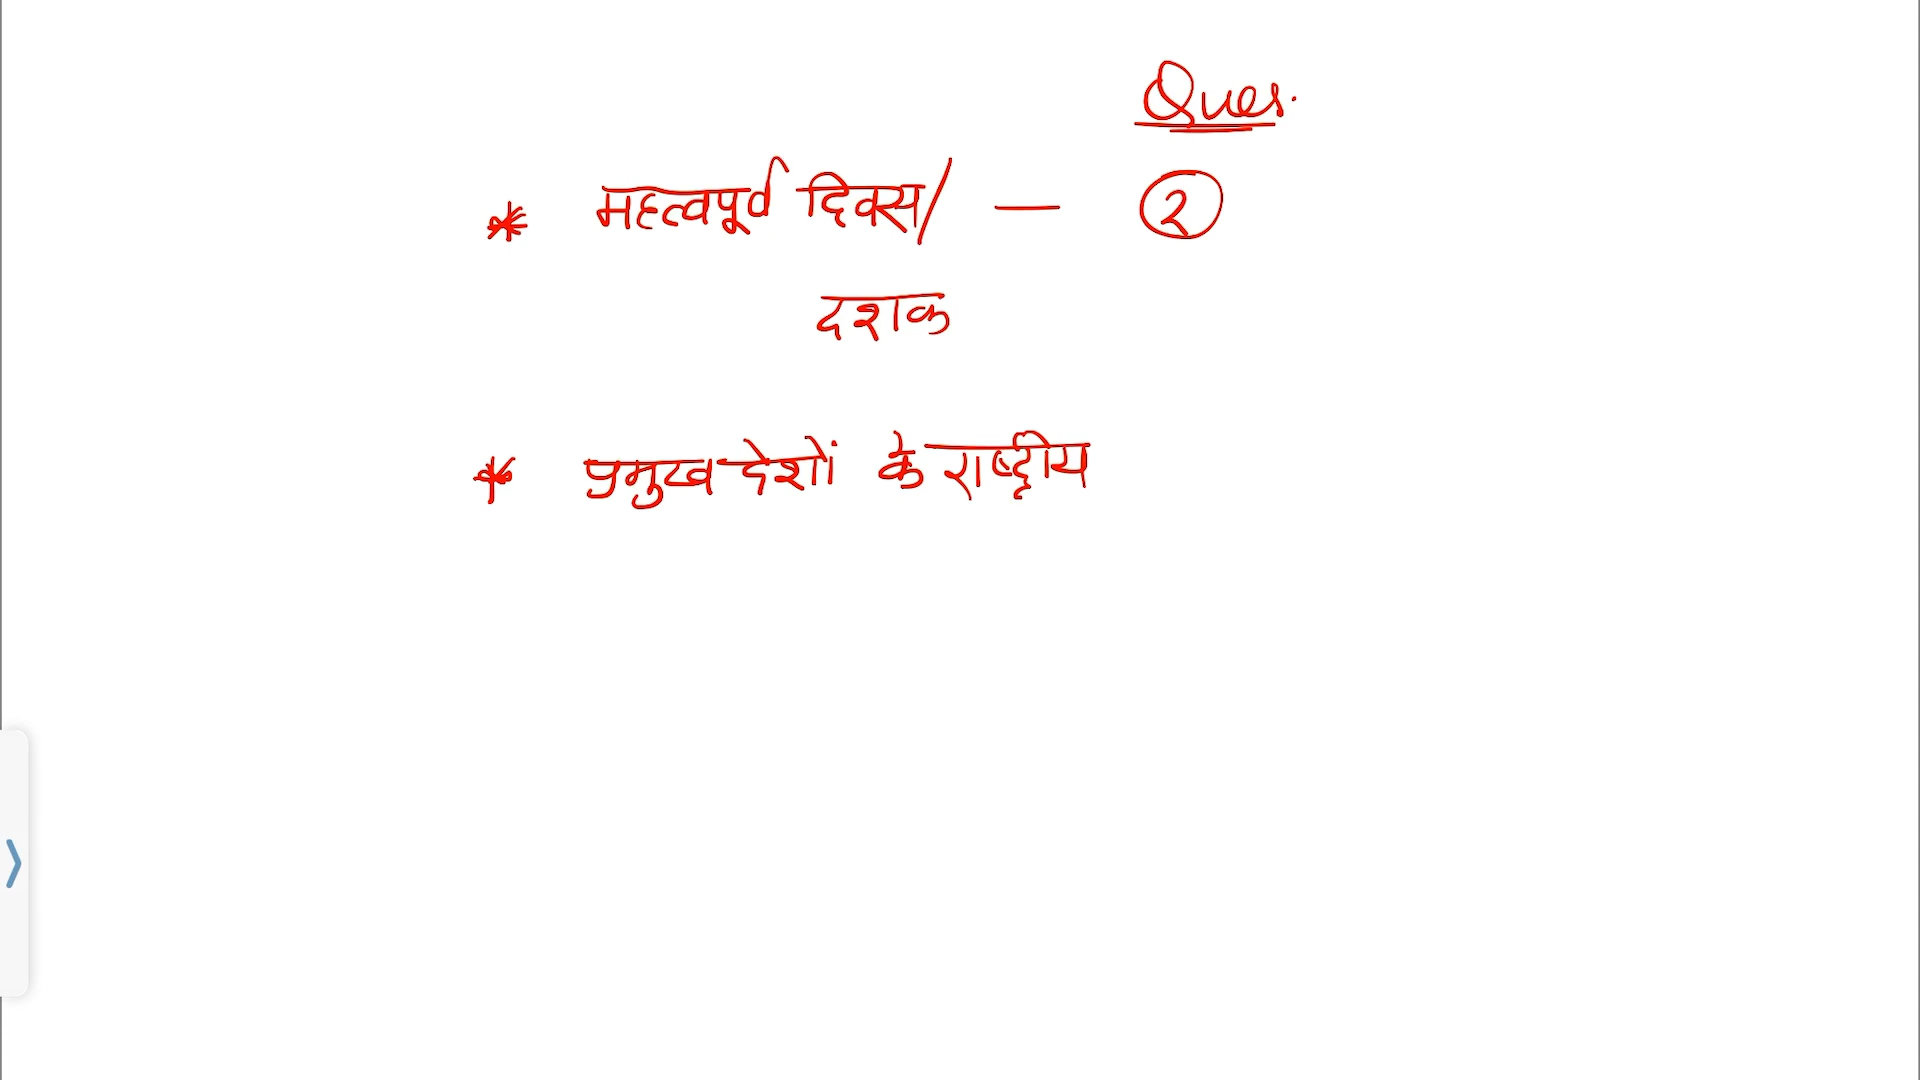 Ques.
* महत्वपूर्व दिवस/ — 2
दशक
* प्रमुख देशों के राष्ट्रीय